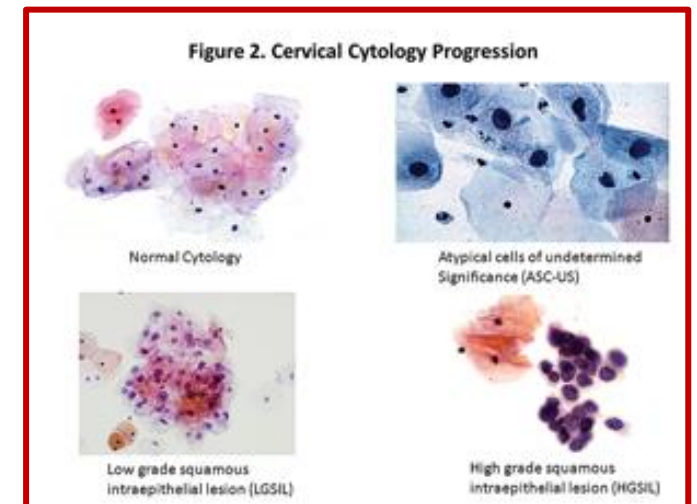 Figure 2. Cervical Cytology Progression
Normal Cytology
Atypical cells of undetermined
Significance (ASC-US)
Low grade squamous
intraepithelial lesion (LGSIL)
High grade squamous
intraepithelial lesion (HGSIL)